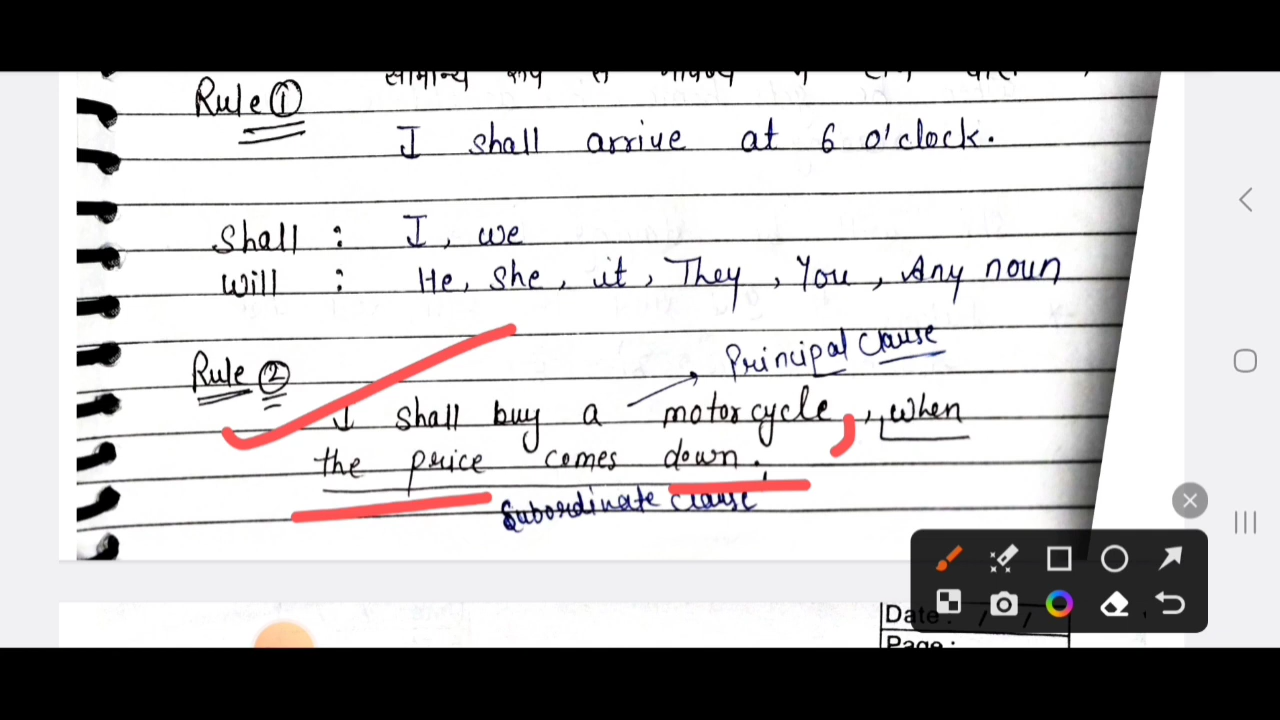 Rule ①
I shall arrive at 6 o'clock.
Shall : I, we
Will : He, she, it, They, You, Any noun
Principal Clause
Rule ②
I shall buy a motorcycle, when
the price comes down.
Subordinate Clause
Date : / /
Page :